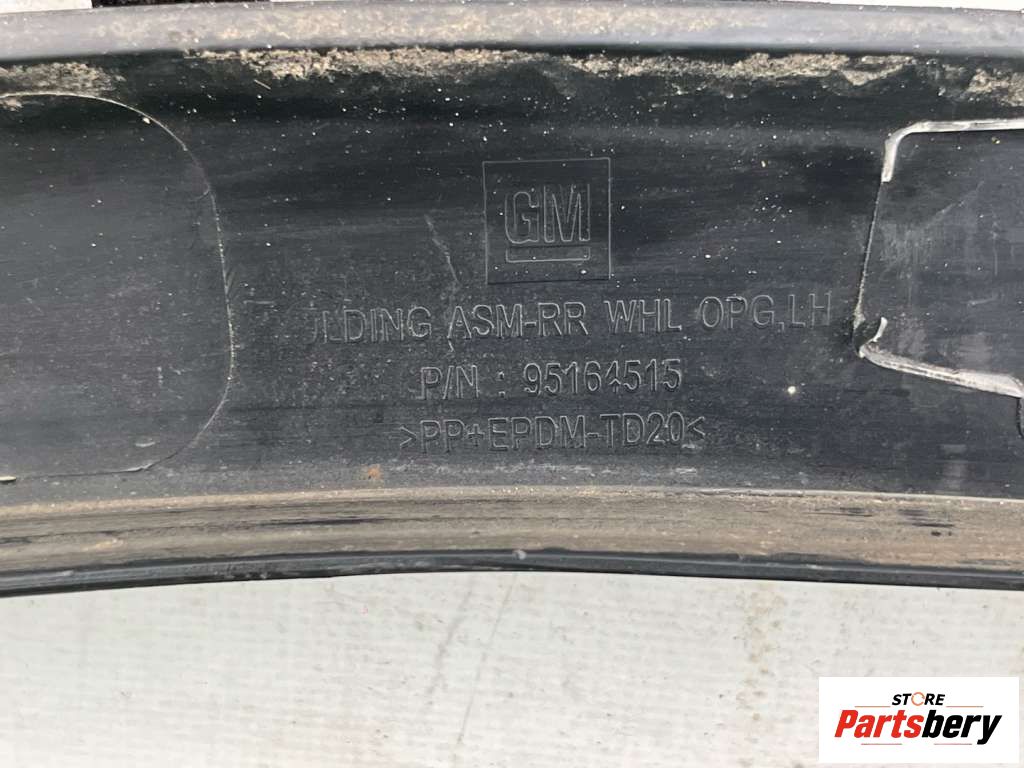 GM
LDING ASM-RR WHL OPG,LH
P/N : 95164515
>PP+EPDM-TD20<
STORE
Partsbery